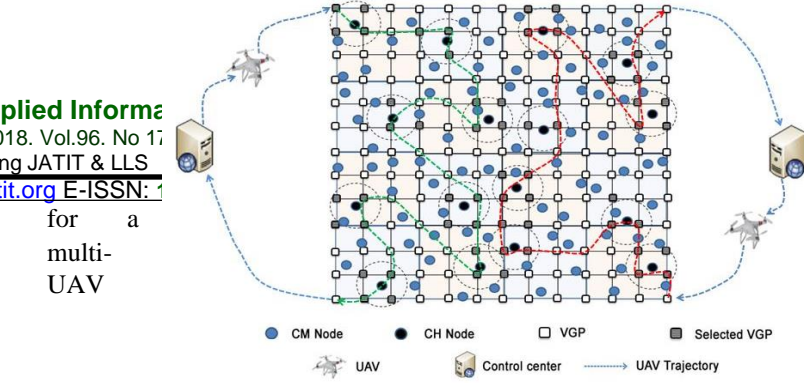 plied Informa
018. Vol.96. No 17
ng JATIT & LLS
tit.org E-ISSN: 1
for a
multi-
UAV
CM Node CH Node VGP Selected VGP
UAV Control center UAV Trajectory